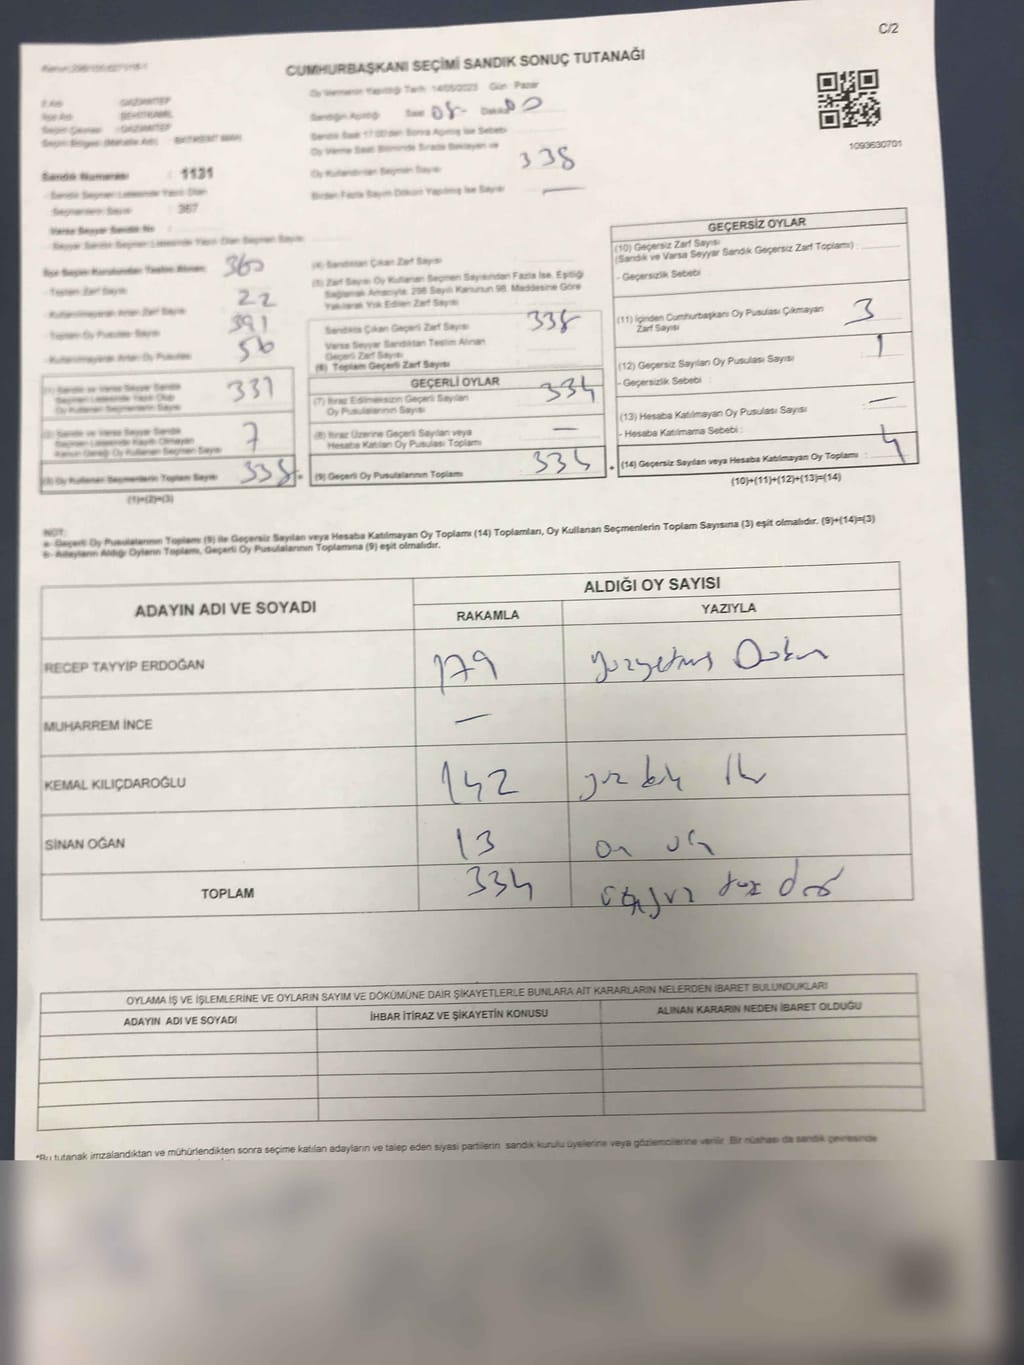 C/2
CUMHURBAŞKANI SEÇİMİ SANDIK SONUÇ TUTANAĞI
Oy Vermenin Yapıldığı Tarih: 14/05/2023 Gün: Pazar
Sandığın Açıldığı Saat 08- Dakika 00
Sandık Saat 17:00'den Sonra Açılmış İse Sebebi
Oy Verme Saati Bitiminde Sırada Bekleyen ve
Oy Kullandırılan Seçmen Sayısı 338
Birden Fazla Sayım Döküm Yapılmış İse Sayısı —
1093630701
İl Adı : GAZİANTEP
İlçe Adı : ŞEHİTKAMİL
Seçim Çevresi : GAZİANTEP
Seçim Bölgesi (Mahalle Adı) : BATIKENT MAH.
Sandık Numarası : 1131
- Sandık Seçmen Listesinde Yazılı Olan
Seçmenlerin Sayısı : 367
Varsa Seyyar Sandık No :
- Seyyar Sandık Seçmen Listesinde Yazılı Olan Seçmen Sayısı
İlçe Seçim Kurulundan Teslim Alınan; 360
- Toplam Zarf Sayısı
- Kullanılmayarak Artan Zarf Sayısı 22
- Toplam Oy Pusulası Sayısı 391
- Kullanılmayarak Artan Oy Pusulası 56
(1) Sandık ve Varsa Seyyar Sandık
Seçmen Listesinde Kayıtlı Olup
Oy Kullanan Seçmenlerin Sayısı 331
(2) Sandık ve Varsa Seyyar Sandık
Seçmen Listesinde Kayıtlı Olmayan
Kanun Gereği Oy Kullanan Seçmen Sayısı 7
(3) Oy Kullanan Seçmenlerin Toplam Sayısı 338 =
(1)+(2)=(3)
(4) Sandıktan Çıkan Zarf Sayısı
(5) Zarf Sayısı Oy Kullanan Seçmen Sayısından Fazla İse, Eşitliği
Sağlamak Amacıyla; 298 Sayılı Kanunun 98. Maddesine Göre
Yakılarak Yok Edilen Zarf Sayısı
Sandıkta Çıkan Geçerli Zarf Sayısı 338
Varsa Seyyar Sandıktan Teslim Alınan
Geçerli Zarf Sayısı
(6) Toplam Geçerli Zarf Sayısı
GEÇERLİ OYLAR
(7) İtiraz Edilmeksizin Geçerli Sayılan
Oy Pusulalarının Sayısı 334
(8) İtiraz Üzerine Geçerli Sayılan veya
Hesaba Katılan Oy Pusulası Toplamı —
(9) Geçerli Oy Pusulalarının Toplamı 334 +
GEÇERSİZ OYLAR
(10) Geçersiz Zarf Sayısı
(Sandık ve Varsa Seyyar Sandık Geçersiz Zarf Toplamı) :
- Geçersizlik Sebebi
(11) İçinden Cumhurbaşkanı Oy Pusulası Çıkmayan
Zarf Sayısı 3
(12) Geçersiz Sayılan Oy Pusulası Sayısı 1
- Geçersizlik Sebebi :
(13) Hesaba Katılmayan Oy Pusulası Sayısı —
- Hesaba Katılmama Sebebi :
(14) Geçersiz Sayılan veya Hesaba Katılmayan Oy Toplamı : 4
(10)+(11)+(12)+(13)=(14)
NOT:
a- Geçerli Oy Pusulalarının Toplamı (9) ile Geçersiz Sayılan veya Hesaba Katılmayan Oy Toplamı (14) Toplamları, Oy Kullanan Seçmenlerin Toplam Sayısına (3) eşit olmalıdır. (9)+(14)=(3)
b- Adayların Aldığı Oyların Toplamı, Geçerli Oy Pusulalarının Toplamına (9) eşit olmalıdır.
ADAYIN ADI VE SOYADI
ALDIĞI OY SAYISI
RAKAMLA YAZIYLA
RECEP TAYYİP ERDOĞAN 179 yüzyetmiş Dokuz
MUHARREM İNCE —
KEMAL KILIÇDAROĞLU 142 yüz kırk iki
SİNAN OĞAN 13 on üç
TOPLAM 334
OYLAMA İŞ VE İŞLEMLERİNE VE OYLARIN SAYIM VE DÖKÜMÜNE DAİR ŞİKAYETLERLE BUNLARA AİT KARARLARIN NELERDEN İBARET BULUNDUKLARI
ADAYIN ADI VE SOYADI İHBAR İTİRAZ VE ŞİKAYETİN KONUSU ALINAN KARARIN NEDEN İBARET OLDUĞU
*Bu tutanak imzalandıktan ve mühürlendikten sonra seçime katılan adayların ve talep eden siyasi partilerin sandık kurulu üyelerine veya gözlemcilerine verilir. Bir nüshası da sandık çevresinde